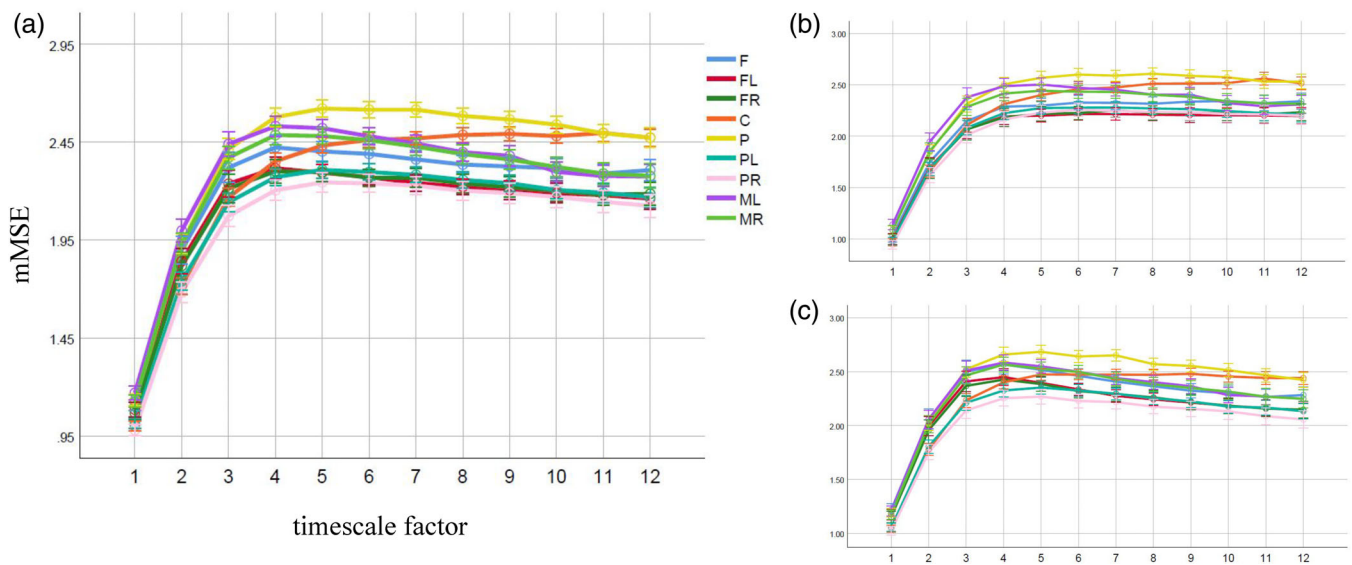 (a)
2.95
2.45
1.95
1.45
.95
1 2 3 4 5 6 7 8 9 10 11 12
mMSE
timescale factor
F
FL
FR
C
P
PL
PR
ML
MR
(b)
3.00
2.50
2.00
1.50
1.00
1 2 3 4 5 6 7 8 9 10 11 12
(c)
3.00
2.50
2.00
1.50
1.00
1 2 3 4 5 6 7 8 9 10 11 12